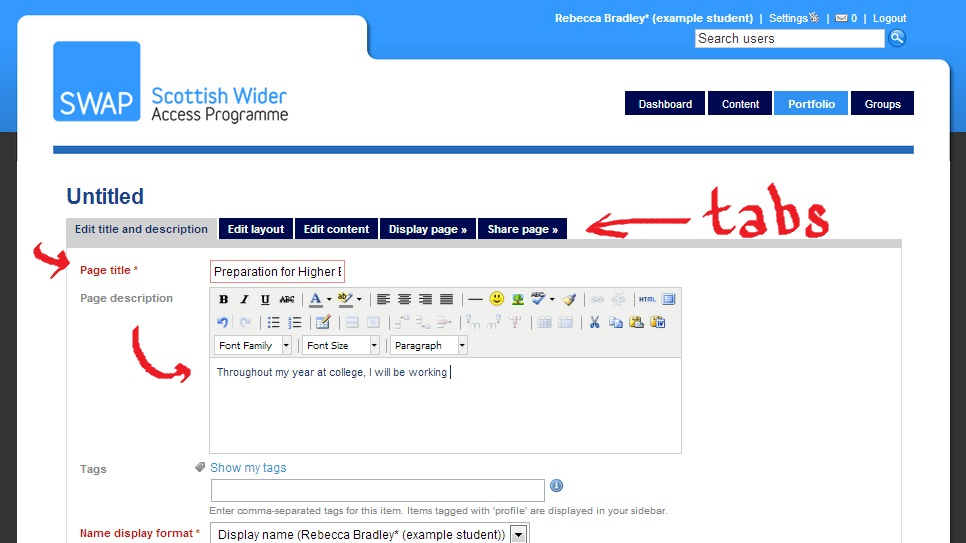 Rebecca Bradley* (example student) | Settings | 0 | Logout
Search users
SWAP Scottish Wider
Access Programme
Dashboard Content Portfolio Groups
Untitled
Edit title and description Edit layout Edit content Display page » Share page » tabs
Page title * Preparation for Higher E
Page description B I U ABC A ab ABC HTML
Font Family Font Size Paragraph
Throughout my year at college, I will be working
Tags Show my tags
Enter comma-separated tags for this item. Items tagged with 'profile' are displayed in your sidebar.
Name display format * Display name (Rebecca Bradley* (example student))